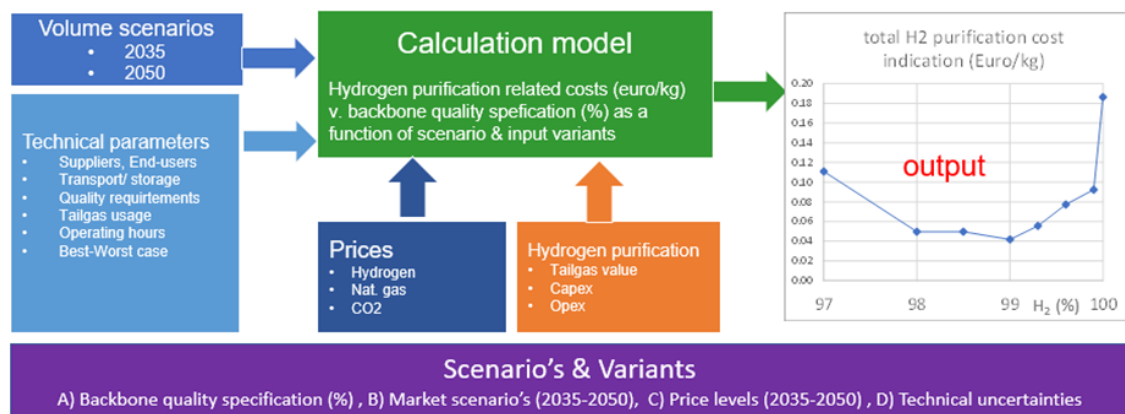 Volume scenarios
• 2035
• 2050
Technical parameters
• Suppliers, End-users
• Transport/ storage
• Quality requirtements
• Tailgas usage
• Operating hours
• Best-Worst case
Calculation model
Hydrogen purification related costs (euro/kg)
v. backbone quality spefication (%) as a
function of scenario & input variants
Prices
• Hydrogen
• Nat. gas
• CO2
Hydrogen purification
• Tailgas value
• Capex
• Opex
total H2 purification cost
indication (Euro/kg)
0.20
0.18
0.16
0.14
0.12
0.10
0.08
0.06
0.04
0.02
0.00
output
97 98 99 H₂ (%) 100
Scenario's & Variants
A) Backbone quality specification (%) , B) Market scenario's (2035-2050), C) Price levels (2035-2050) , D) Technical uncertainties